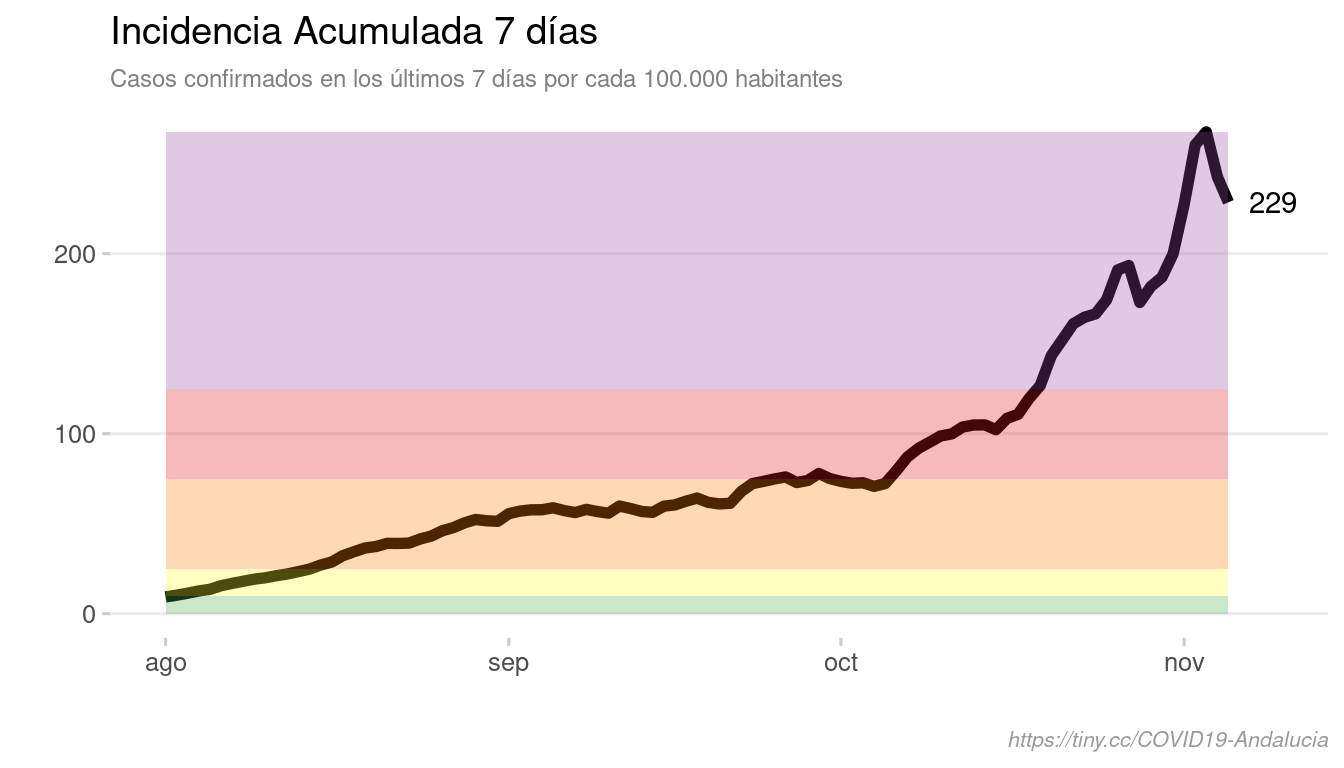 Incidencia Acumulada 7 días
Casos confirmados en los últimos 7 días por cada 100.000 habitantes
229
200
100
0
ago sep oct nov
https://tiny.cc/COVID19-Andalucia